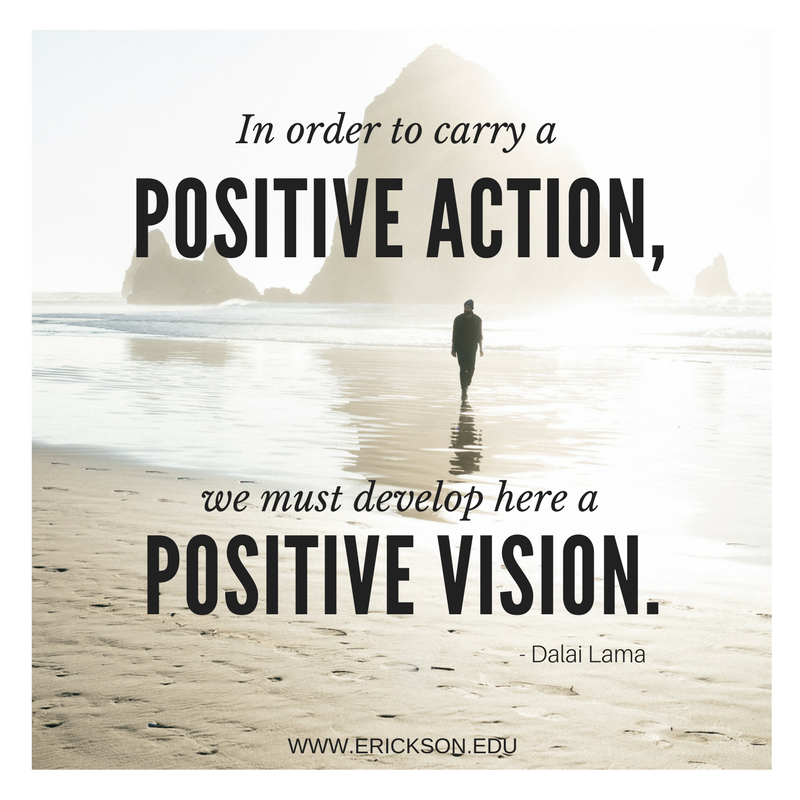 In order to carry a
POSITIVE ACTION,
we must develop here a
POSITIVE VISION.
- Dalai Lama
WWW.ERICKSON.EDU